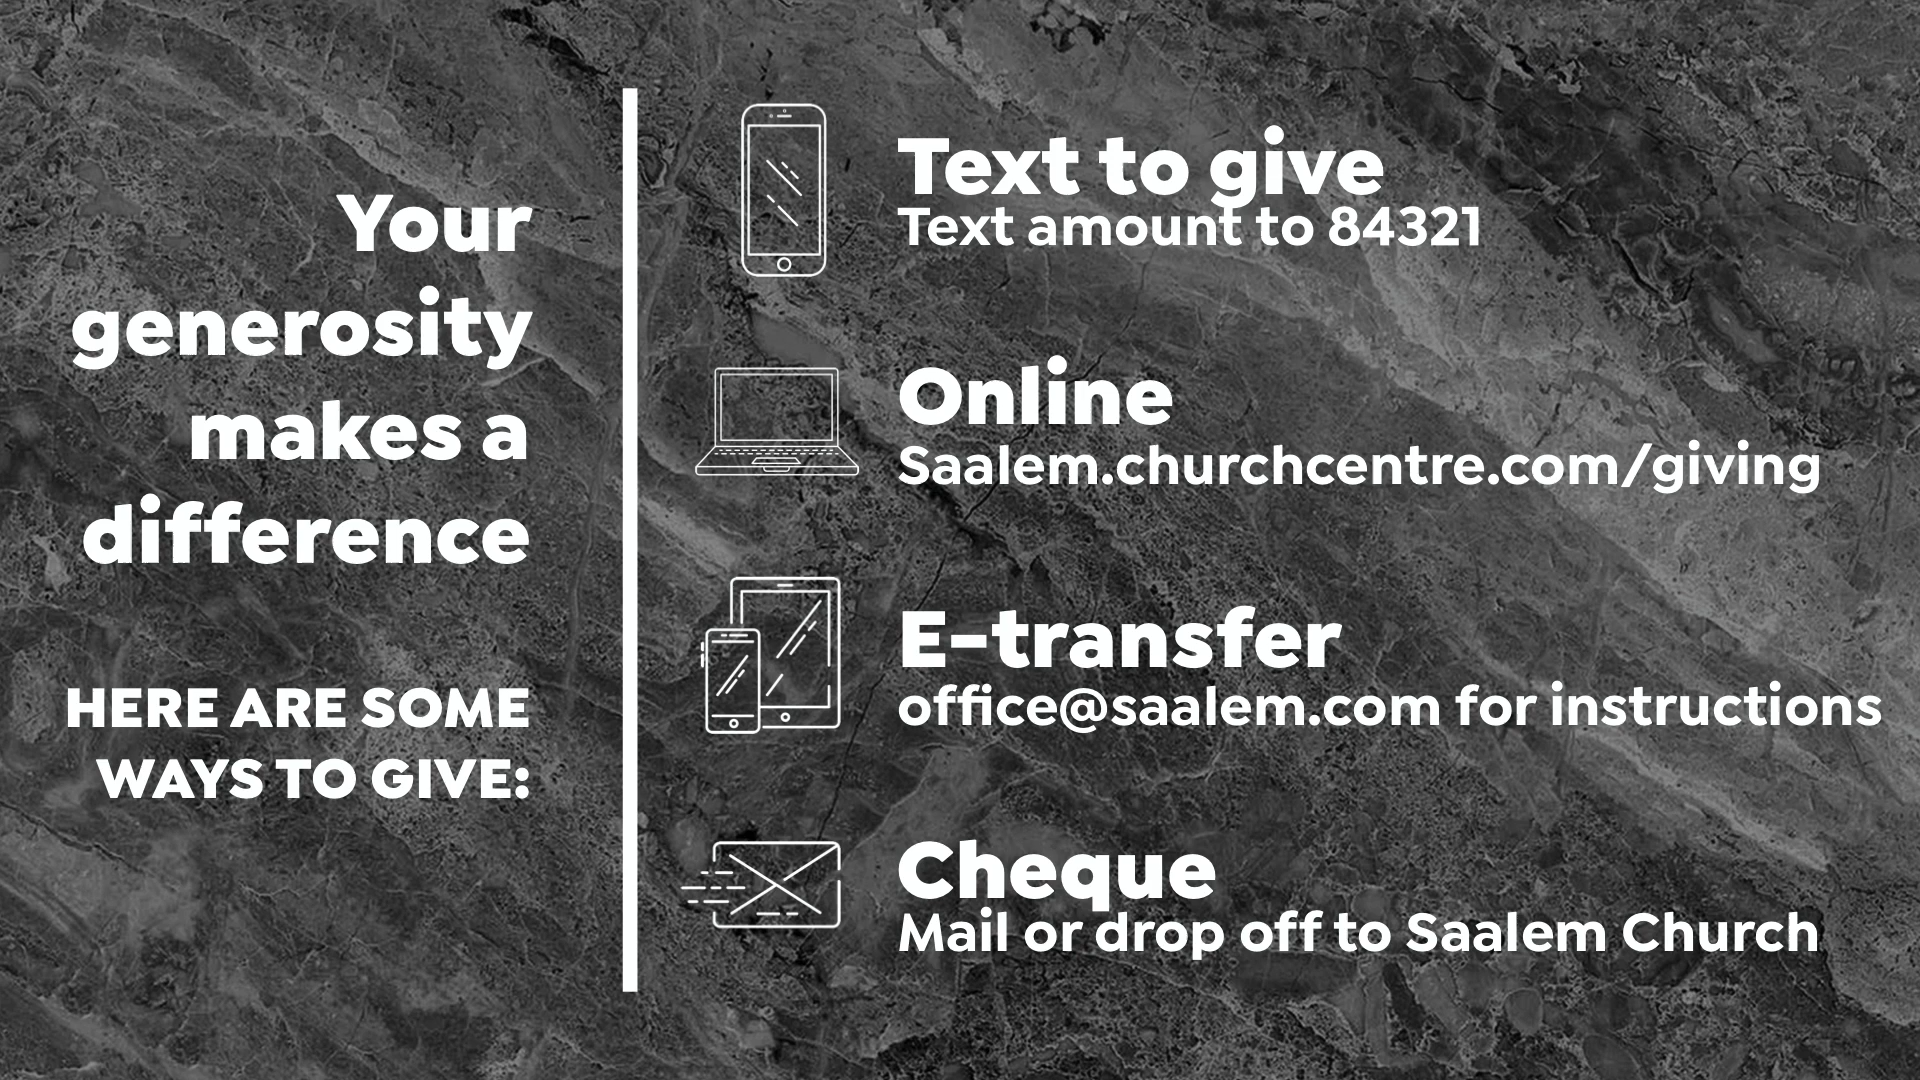 Your
generosity
makes a
difference
HERE ARE SOME
WAYS TO GIVE:
Text to give
Text amount to 84321
Online
Saalem.churchcentre.com/giving
E-transfer
office@saalem.com for instructions
Cheque
Mail or drop off to Saalem Church